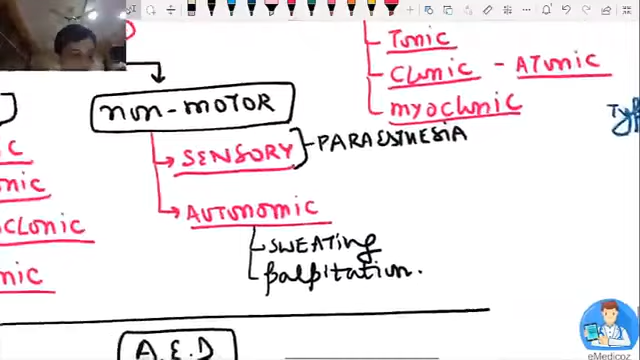 Tonic
Clonic - ATonic
myoclonic
non-moTOR
SENSORY
PARAESTHESIA
AUTONOMIC
SWEATing
palpitation.
A.E.D
eMedicoz